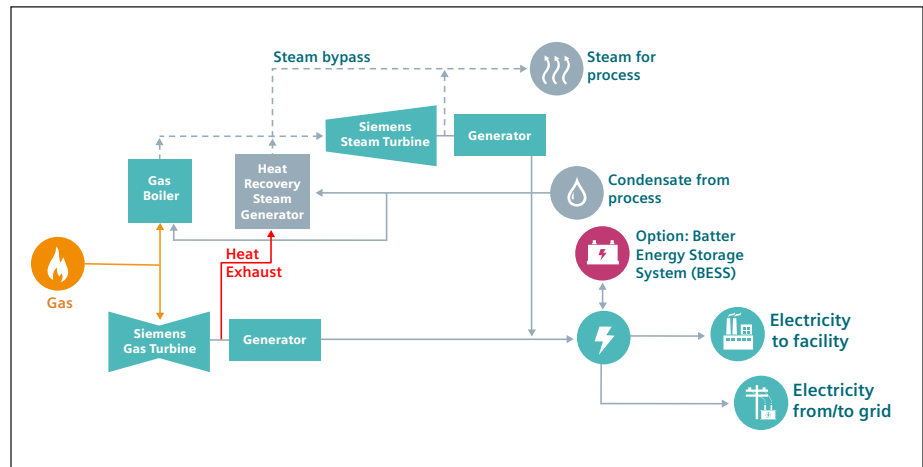 Steam bypass
Steam for
process
Siemens
Steam Turbine
Generator
Gas
Boiler
Heat
Recovery
Steam
Generator
Condensate from
process
Option: Batter
Energy Storage
System (BESS)
Heat
Exhaust
Gas
Siemens
Gas Turbine
Generator
Electricity
to facility
Electricity
from/to grid